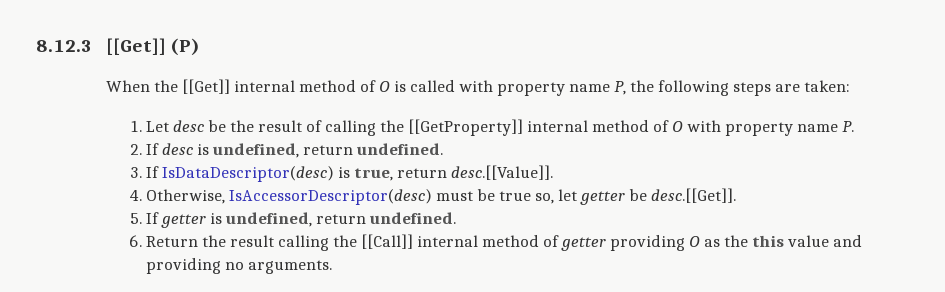 8.12.3 [[Get]] (P)
When the [[Get]] internal method of O is called with property name P, the following steps are taken:
1. Let desc be the result of calling the [[GetProperty]] internal method of O with property name P.
2. If desc is undefined, return undefined.
3. If IsDataDescriptor(desc) is true, return desc.[[Value]].
4. Otherwise, IsAccessorDescriptor(desc) must be true so, let getter be desc.[[Get]].
5. If getter is undefined, return undefined.
6. Return the result calling the [[Call]] internal method of getter providing O as the this value and
providing no arguments.